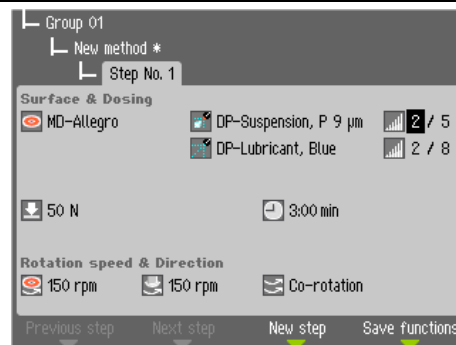 Group 01
New method *
Step No. 1
Surface & Dosing
MD-Allegro DP-Suspension, P 9 µm 2 / 5
DP-Lubricant, Blue 2 / 8
50 N 3:00 min
Rotation speed & Direction
150 rpm 150 rpm Co-rotation
Previous step Next step New step Save functions